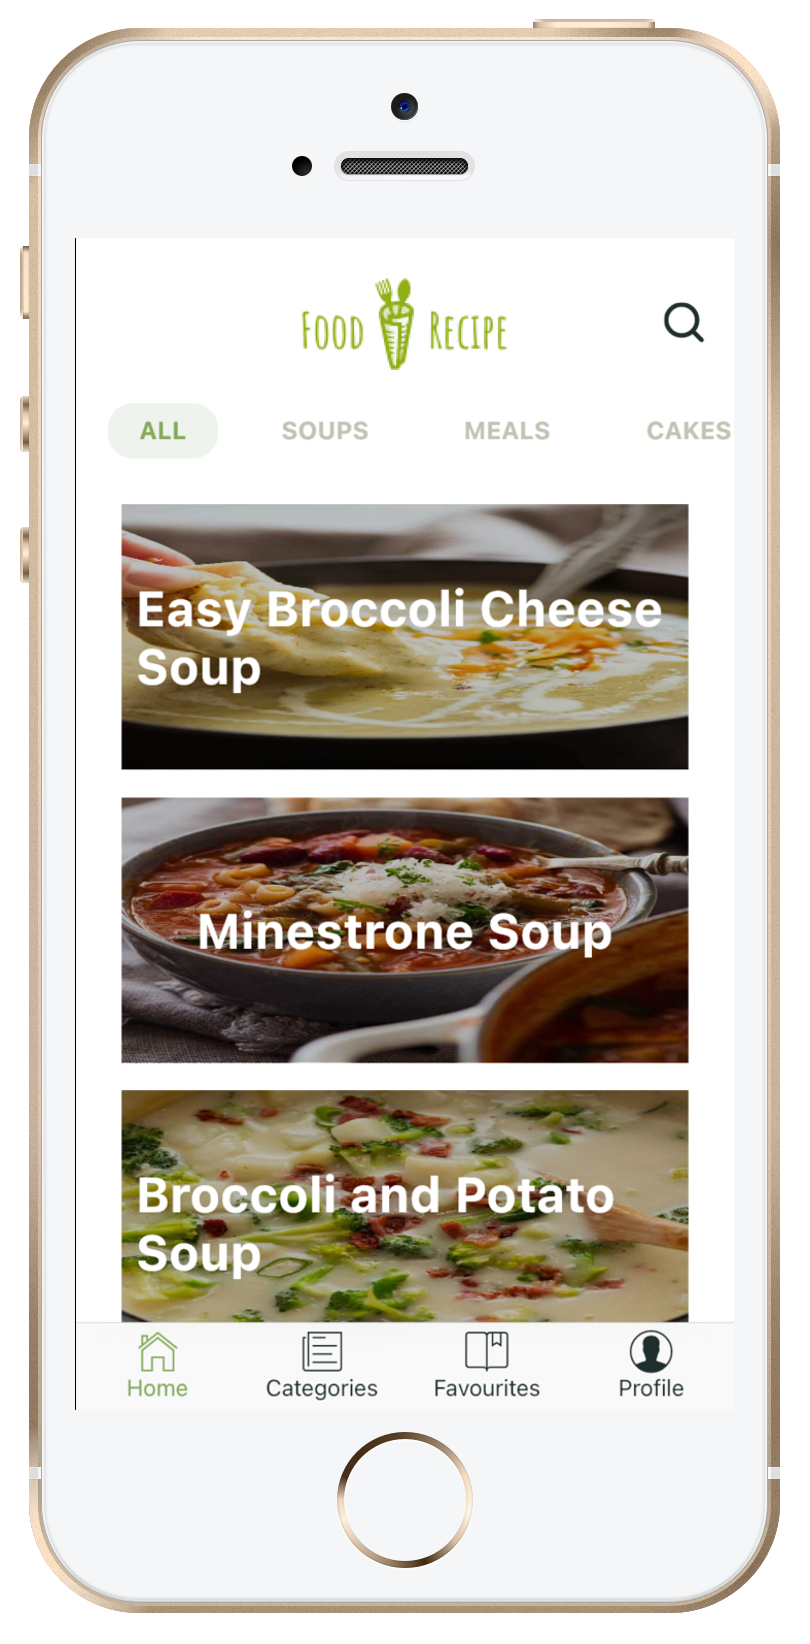 FOOD RECIPE
ALL SOUPS MEALS CAKES
Easy Broccoli Cheese
Soup
Minestrone Soup
Broccoli and Potato
Soup
Home Categories Favourites Profile